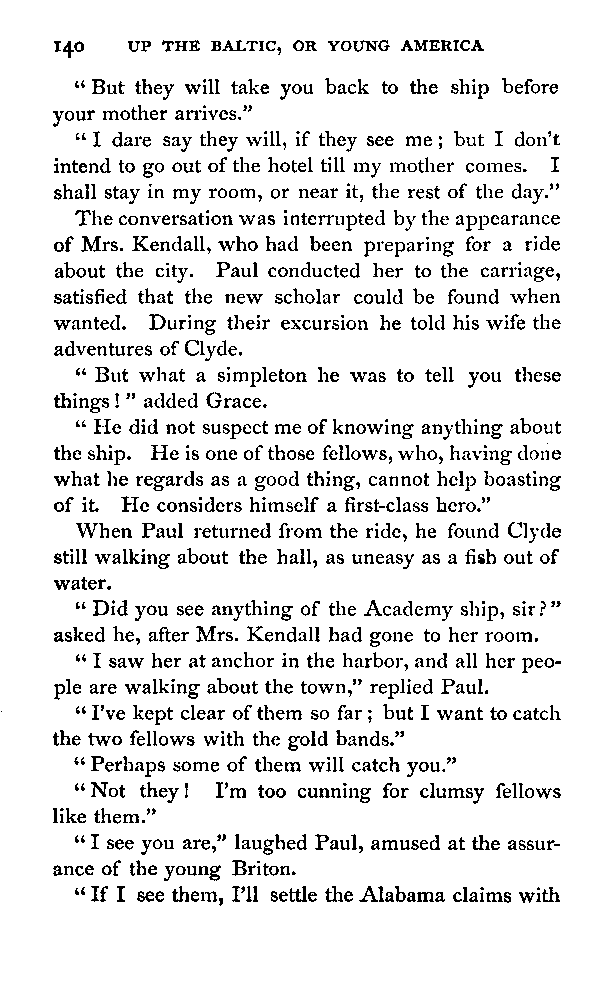 140 UP THE BALTIC, OR YOUNG AMERICA
“ But they will take you back to the ship before
your mother arrives.”
“ I dare say they will, if they see me ; but I don’t
intend to go out of the hotel till my mother comes. I
shall stay in my room, or near it, the rest of the day.”
The conversation was interrupted by the appearance
of Mrs. Kendall, who had been preparing for a ride
about the city. Paul conducted her to the carriage,
satisfied that the new scholar could be found when
wanted. During their excursion he told his wife the
adventures of Clyde.
“ But what a simpleton he was to tell you these
things ! ” added Grace.
“ He did not suspect me of knowing anything about
the ship. He is one of those fellows, who, having done
what he regards as a good thing, cannot help boasting
of it. He considers himself a first-class hero.”
When Paul returned from the ride, he found Clyde
still walking about the hall, as uneasy as a fish out of
water.
“ Did you see anything of the Academy ship, sir ? ”
asked he, after Mrs. Kendall had gone to her room.
“ I saw her at anchor in the harbor, and all her peo-
ple are walking about the town,” replied Paul.
“ I’ve kept clear of them so far ; but I want to catch
the two fellows with the gold bands.”
“ Perhaps some of them will catch you.”
“ Not they ! I’m too cunning for clumsy fellows
like them.”
“ I see you are,” laughed Paul, amused at the assur-
ance of the young Briton.
“ If I see them, I’ll settle the Alabama claims with